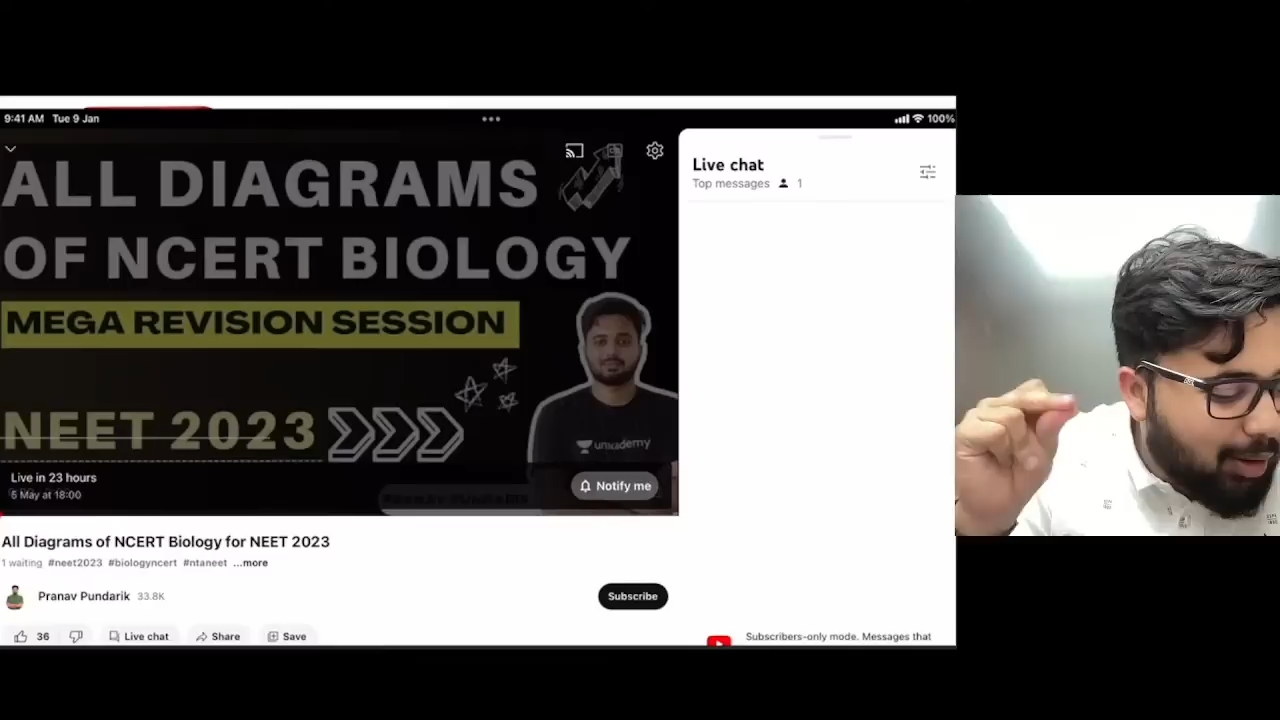 9:41 AM Tue 9 Jan
100%
ALL DIAGRAMS
OF NCERT BIOLOGY
MEGA REVISION SESSION
NEET 2023
unacademy
Live in 23 hours
5 May at 18:00
Notify me
Live chat
Top messages 1
All Diagrams of NCERT Biology for NEET 2023
1 waiting #neet2023 #biologyncert #ntaneet ...more
Pranav Pundarik 33.8K
Subscribe
36
Live chat
Share
Save
Subscribers-only mode. Messages that